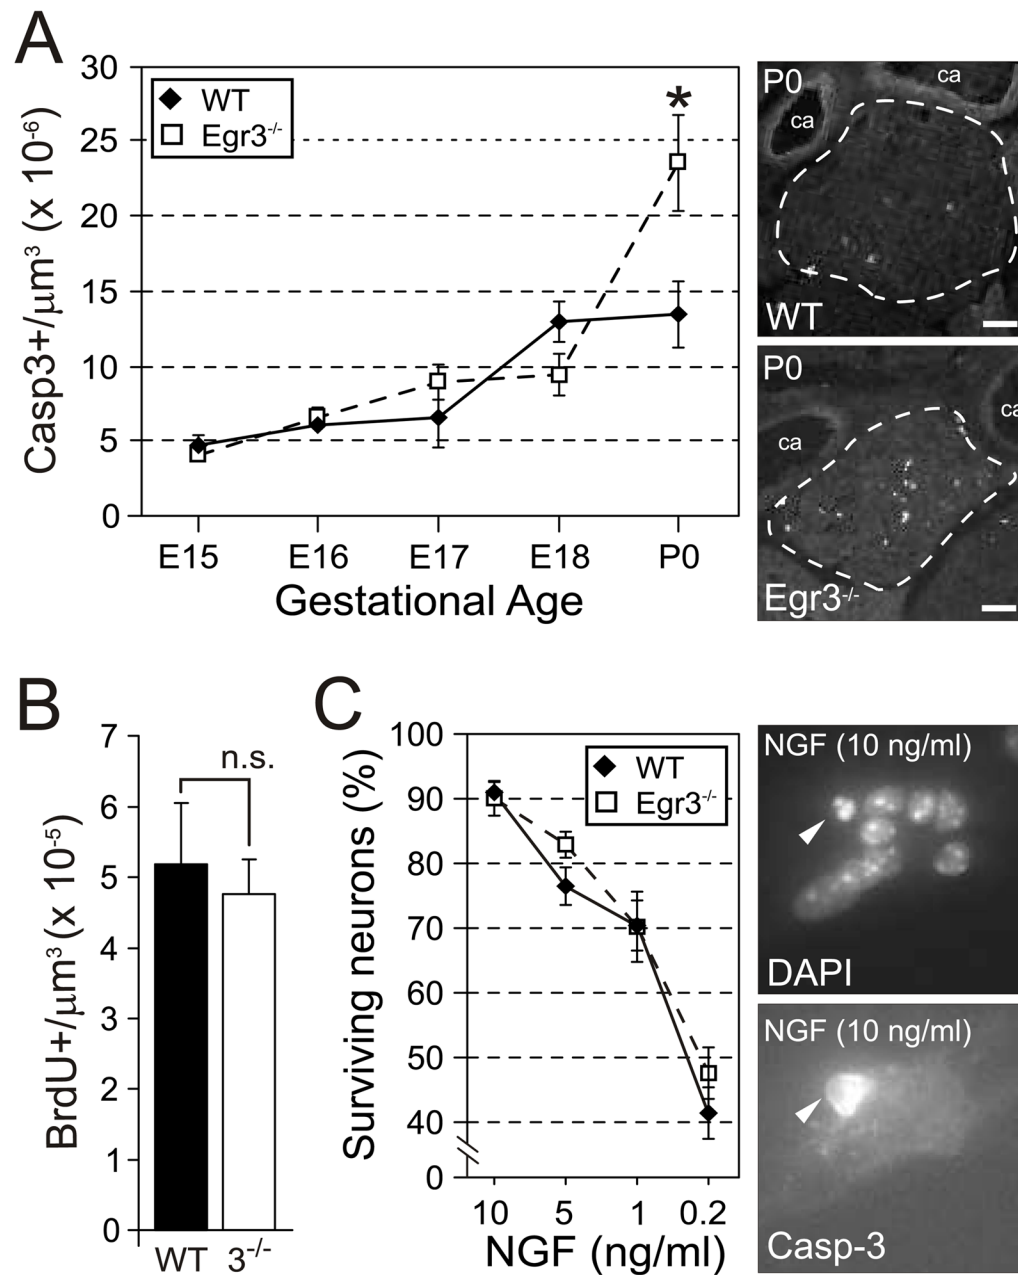 A
30
25
20
15
10
5
0
Casp3+/µm³ (x 10⁻⁶)
WT
Egr3⁻/⁻
*
E15 E16 E17 E18 P0
Gestational Age
P0
ca
ca
WT
P0
ca
ca
Egr3⁻/⁻
B
7
6
5
4
3
2
1
0
BrdU+/µm³ (x 10⁻⁵)
n.s.
WT 3⁻/⁻
C
100
90
80
70
60
50
40
0
Surviving neurons (%)
WT
Egr3⁻/⁻
10 5 1 0.2
NGF (ng/ml)
NGF (10 ng/ml)
DAPI
NGF (10 ng/ml)
Casp-3